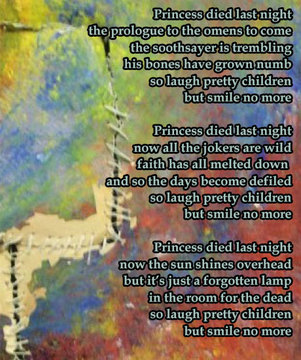 Princess died last night
the prologue to the omens to come
the soothsayer is trembling
his bones have grown numb
so laugh pretty children
but smile no more

Princess died last night
now all the jokers are wild
faith has all melted down
and so the days become defiled
so laugh pretty children
but smile no more

Princess died last night
now the sun shines overhead
but it's just a forgotten lamp
in the room for the dead
so laugh pretty children
but smile no more